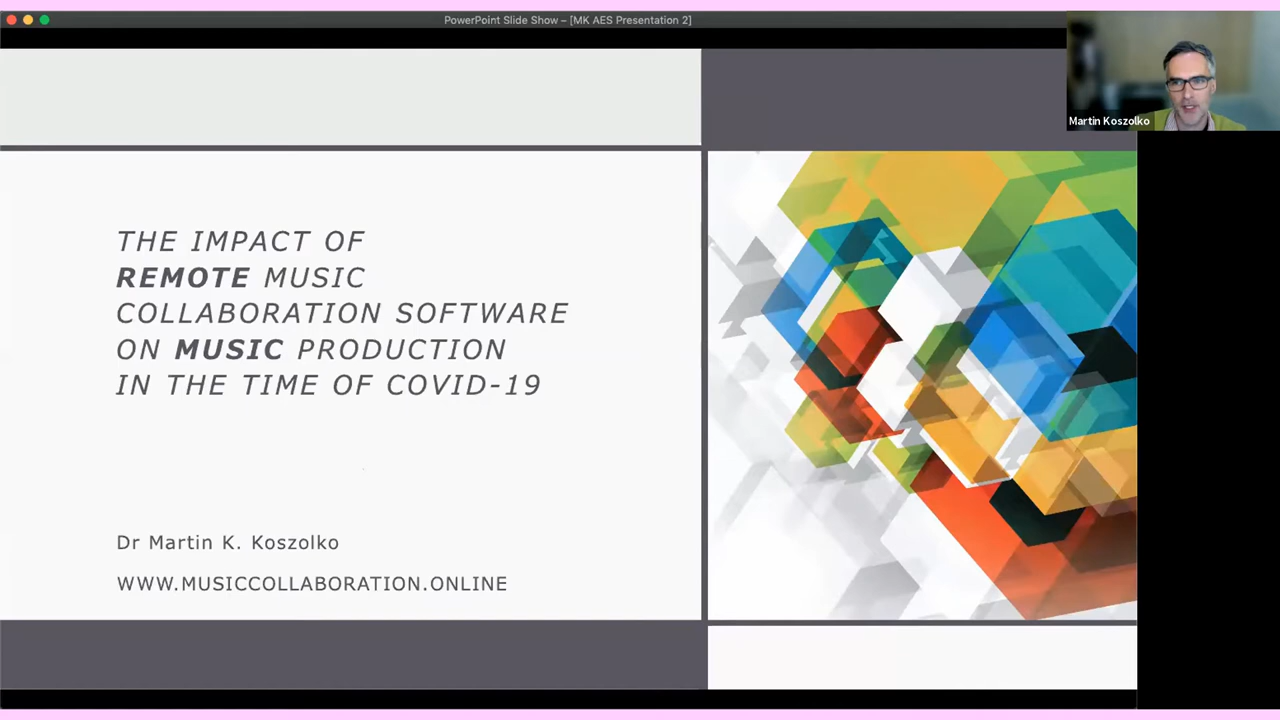 PowerPoint Slide Show – [MK AES Presentation 2]
Martin Koszolko
THE IMPACT OF
REMOTE MUSIC
COLLABORATION SOFTWARE
ON MUSIC PRODUCTION
IN THE TIME OF COVID-19
Dr Martin K. Koszolko
WWW.MUSICCOLLABORATION.ONLINE